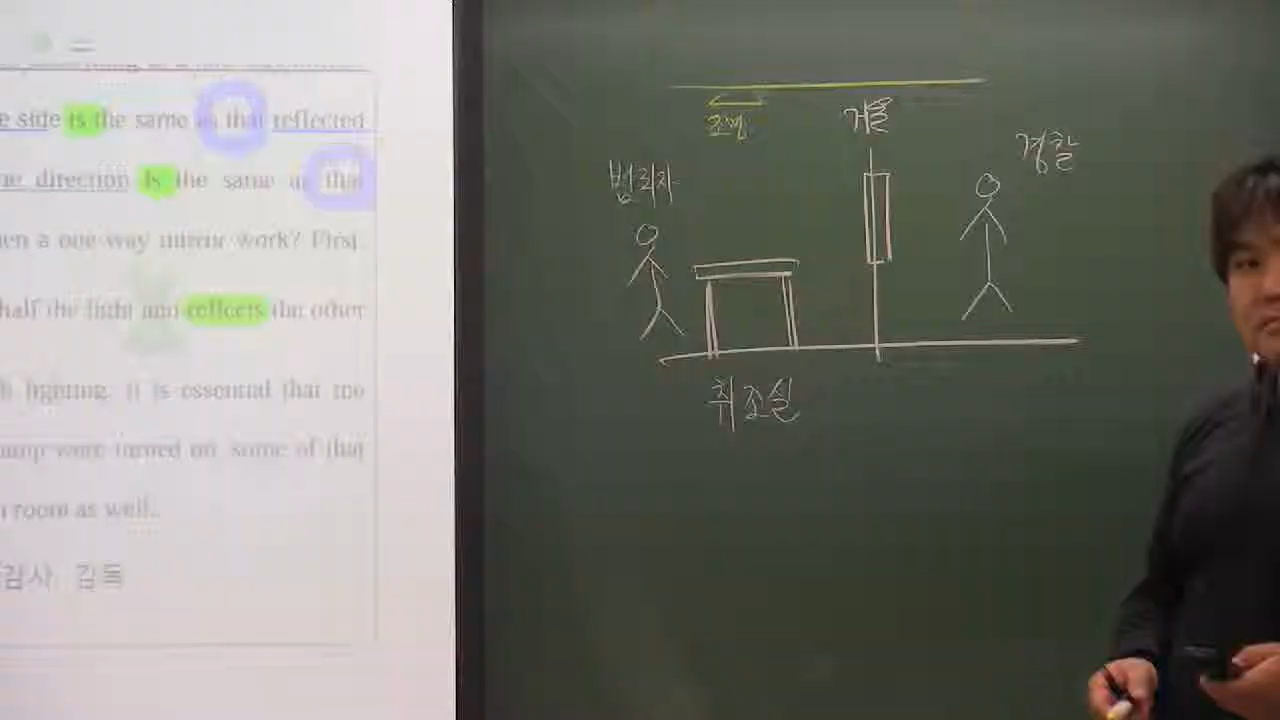 e side is the same as that reflected
ne direction is the same as that
en a one way mirror work? First,
half the light and reflects the other
lighting. it is essential that
amp were turned on, some of that
room as well.
감사, 감독
조명
거울
경찰
범죄자
취조실